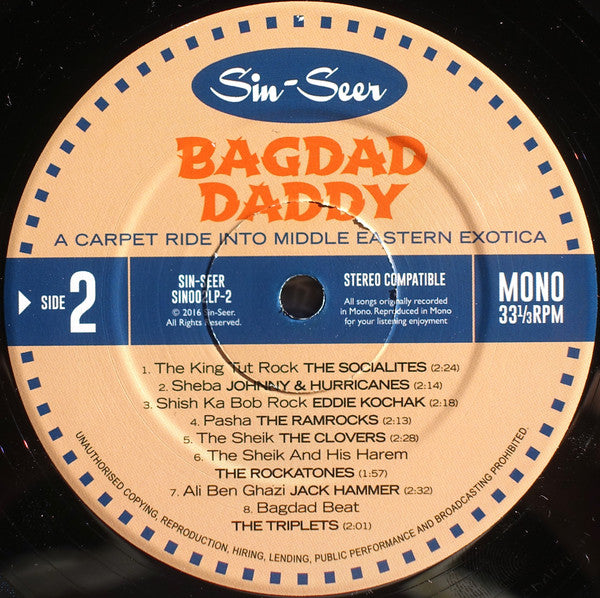 Sin-Seer
BAGDAD
DADDY
A CARPET RIDE INTO MIDDLE EASTERN EXOTICA
SIDE 2
SIN-SEER
SIN002LP-2
© 2016 Sin-Seer.
All Rights Reserved.
STEREO COMPATIBLE
All songs originally recorded
in Mono. Reproduced in Mono
for your listening enjoyment
MONO
33⅓RPM
1. The King Tut Rock THE SOCIALITES (2:24)
2. Sheba JOHNNY & HURRICANES (2:14)
3. Shish Ka Bob Rock EDDIE KOCHAK (2:18)
4. Pasha THE RAMROCKS (2:13)
5. The Sheik THE CLOVERS (2:28)
6. The Sheik And His Harem
THE ROCKATONES (1:57)
7. Ali Ben Ghazi JACK HAMMER (2:32)
8. Bagdad Beat
THE TRIPLETS (2:01)
UNAUTHORISED COPYING, REPRODUCTION, HIRING, LENDING, PUBLIC PERFORMANCE AND BROADCASTING PROHIBITED.